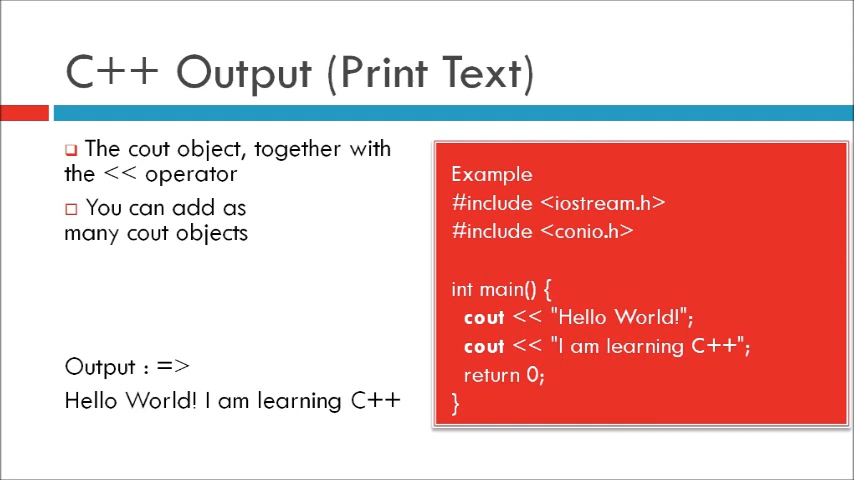 C++ Output (Print Text)
The cout object, together with
the << operator
You can add as
many cout objects
Output : =>
Hello World! I am learning C++
Example
#include <iostream.h>
#include <conio.h>
int main() {
cout << "Hello World!";
cout << "I am learning C++";
return 0;
}